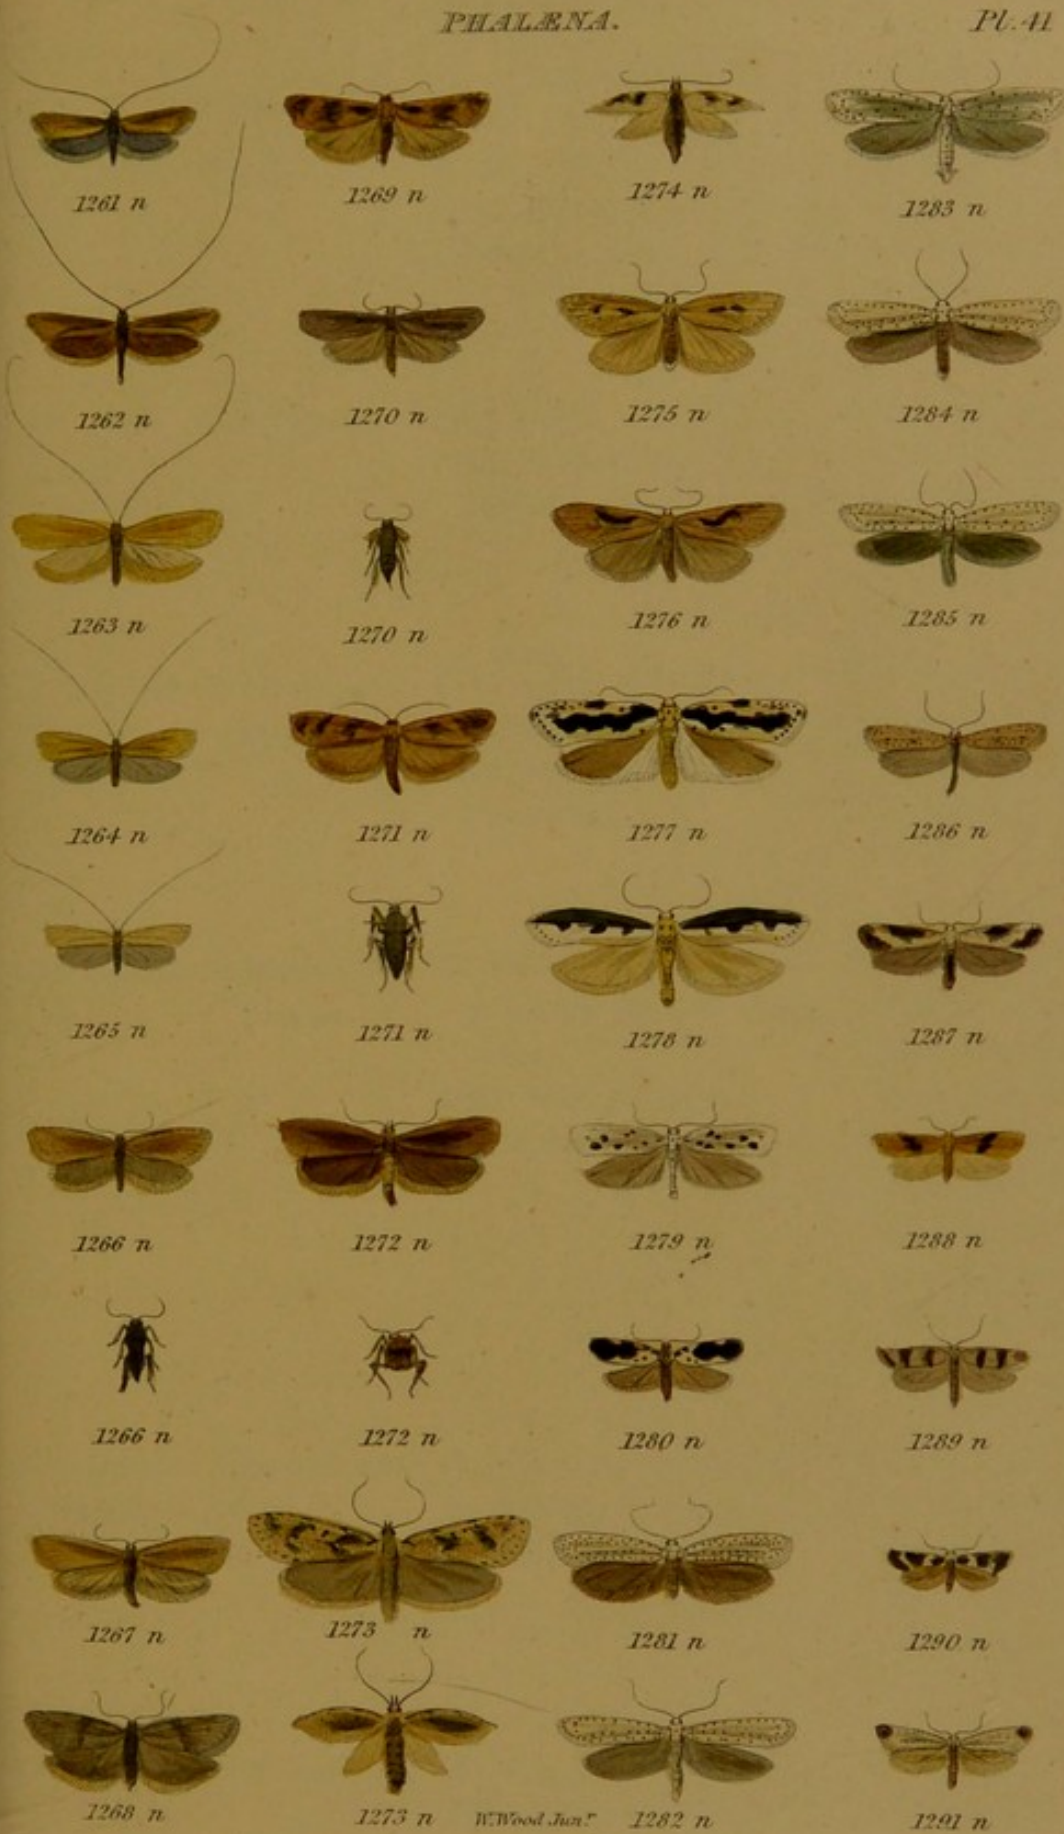 PHALÆNA. Pl. 41
1261 n 1269 n 1274 n 1283 n
1262 n 1270 n 1275 n 1284 n
1263 n 1270 n 1276 n 1285 n
1264 n 1271 n 1277 n 1286 n
1265 n 1271 n 1278 n 1287 n
1266 n 1272 n 1279 n 1288 n
1266 n 1272 n 1280 n 1289 n
1267 n 1273 n 1281 n 1290 n
1268 n 1273 n W. Wood Junr. 1282 n 1291 n